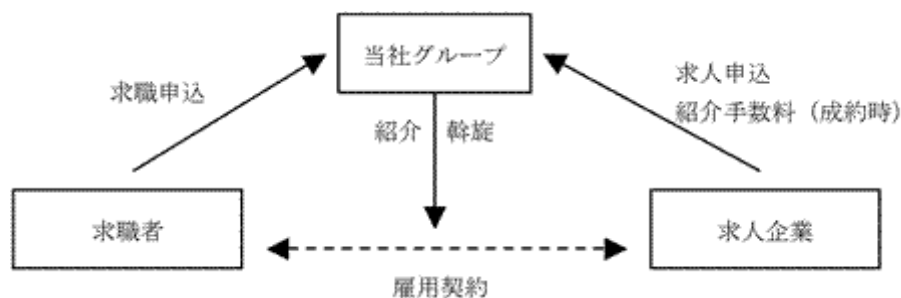 当社グループ
求職申込
求人申込
紹介手数料（成約時）
紹介 斡旋
求職者
求人企業
雇用契約